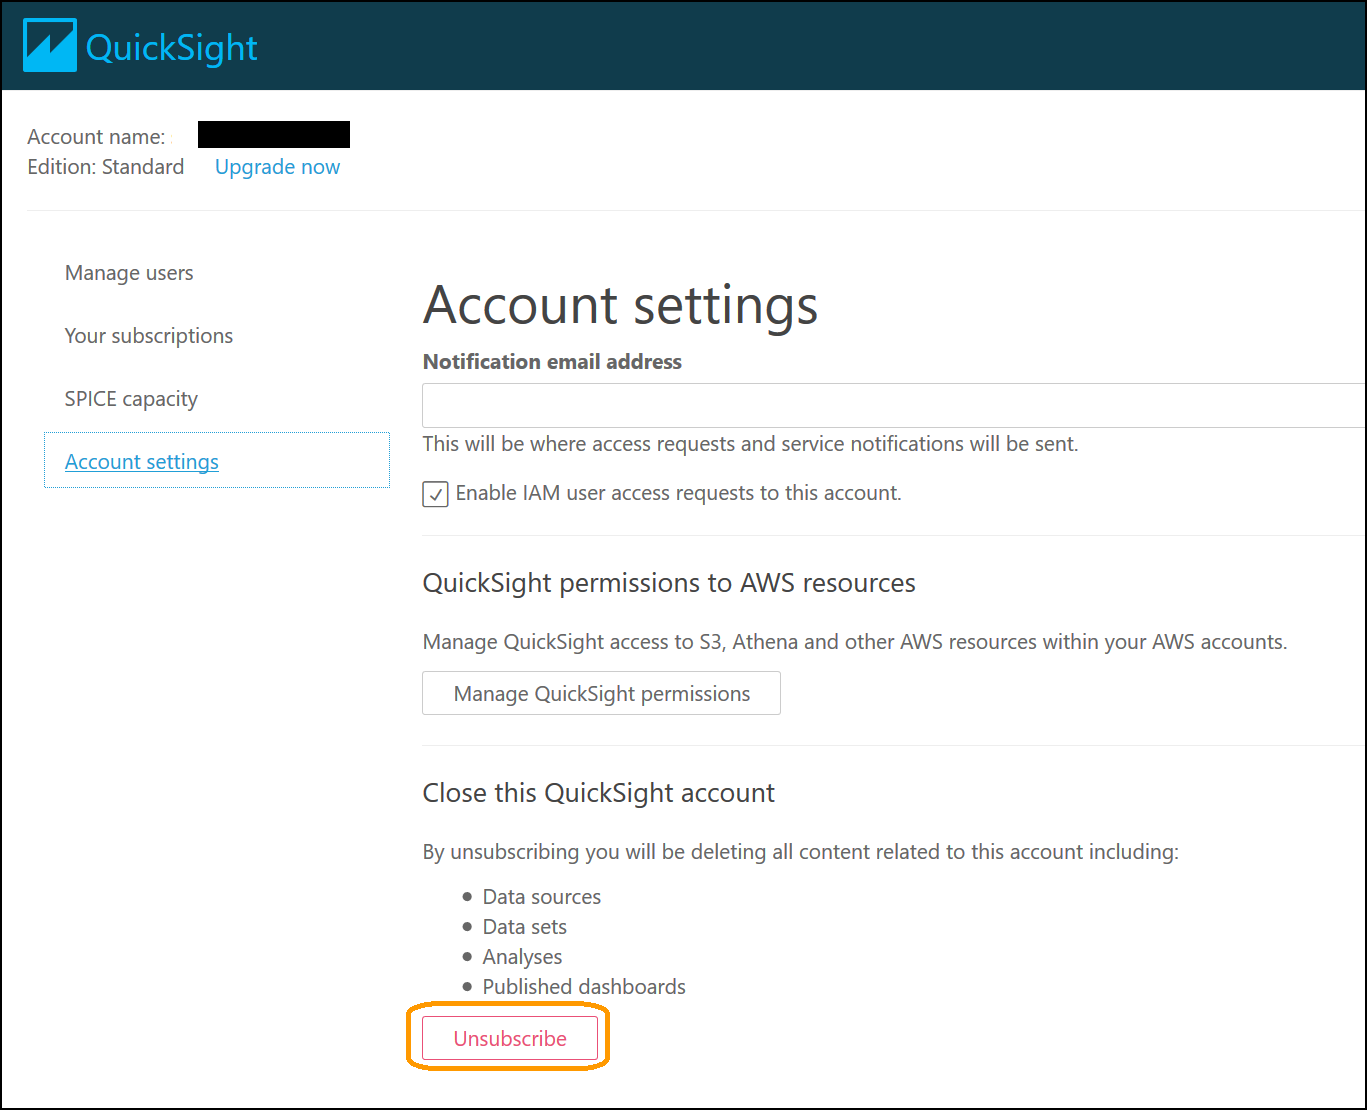 QuickSight
Account name:
Edition: Standard Upgrade now
Manage users
Your subscriptions
SPICE capacity
Account settings
Account settings
Notification email address
This will be where access requests and service notifications will be sent.
Enable IAM user access requests to this account.
QuickSight permissions to AWS resources
Manage QuickSight access to S3, Athena and other AWS resources within your AWS accounts.
Manage QuickSight permissions
Close this QuickSight account
By unsubscribing you will be deleting all content related to this account including:
• Data sources
• Data sets
• Analyses
• Published dashboards
Unsubscribe